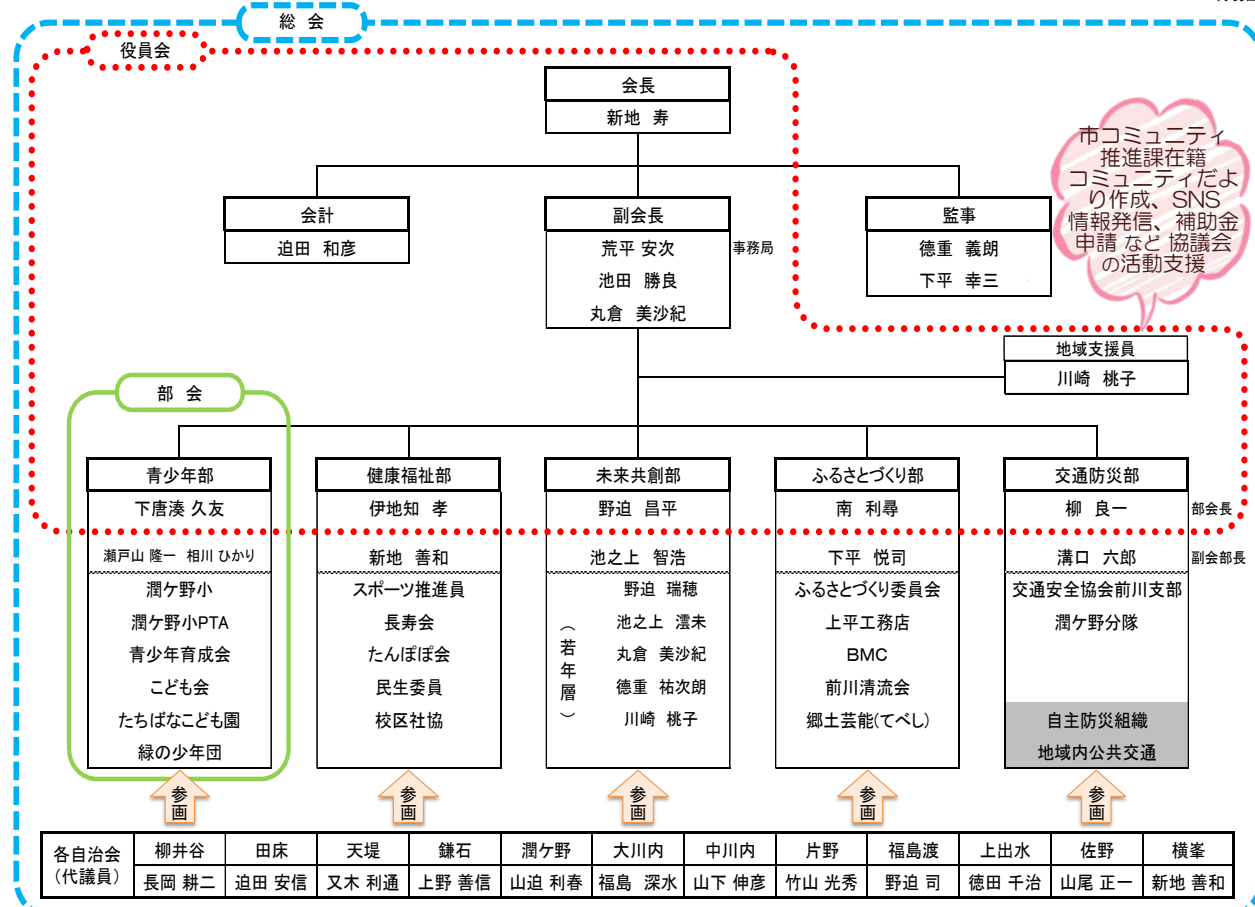 総 会
役員会
会長
新地 寿
市コミュニティ
推進課在籍
コミュニティだよ
り作成、SNS
情報発信、補助金
申請 など 協議会
の活動支援
会計
迫田 和彦
副会長
荒平 安次
事務局
池田 勝良
丸倉 美沙紀
監事
德重 義朗
下平 幸三
地域支援員
川崎 桃子
部 会
青少年部
下唐湊 久友
瀬戸山 隆一 相川 ひかり
潤ケ野小
潤ケ野小PTA
青少年育成会
こども会
たちばなこども園
緑の少年団
健康福祉部
伊地知 孝
新地 善和
スポーツ推進員
長寿会
たんぽぽ会
民生委員
校区社協
未来共創部
野迫 昌平
池之上 智浩
（若年層）
野迫 瑞穂
池之上 澪未
丸倉 美沙紀
德重 祐次朗
川崎 桃子
ふるさとづくり部
南 利尋
下平 悦司
ふるさとづくり委員会
上平工務店
BMC
前川清流会
郷土芸能(てべし)
交通防災部
柳 良一
部会長
溝口 六郎
副会部長
交通安全協会前川支部
潤ケ野分隊
自主防災組織
地域内公共交通
参画
参画
参画
参画
各自治会
（代議員）
柳井谷 田床 天堤 鎌石 潤ケ野 大川内 中川内 片野 福島渡 上出水 佐野 横峯
長岡 耕二 迫田 安信 又木 利通 上野 善信 山迫 利春 福島 深水 山下 伸彦 竹山 光秀 野迫 司 徳田 千治 山尾 正一 新地 善和